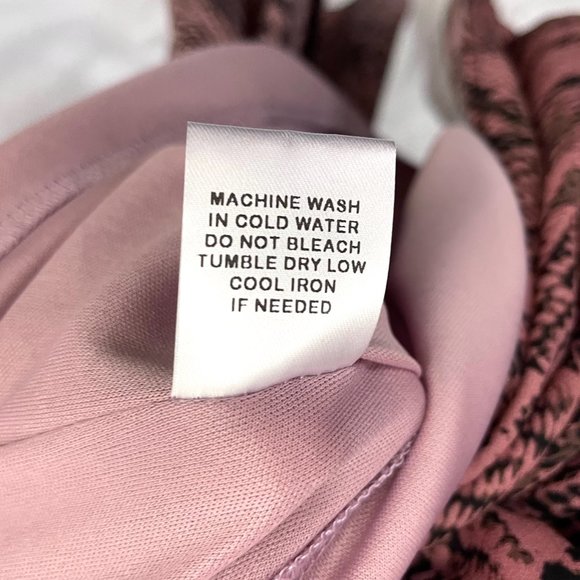 MACHINE WASH
IN COLD WATER
DO NOT BLEACH
TUMBLE DRY LOW
COOL IRON
IF NEEDED